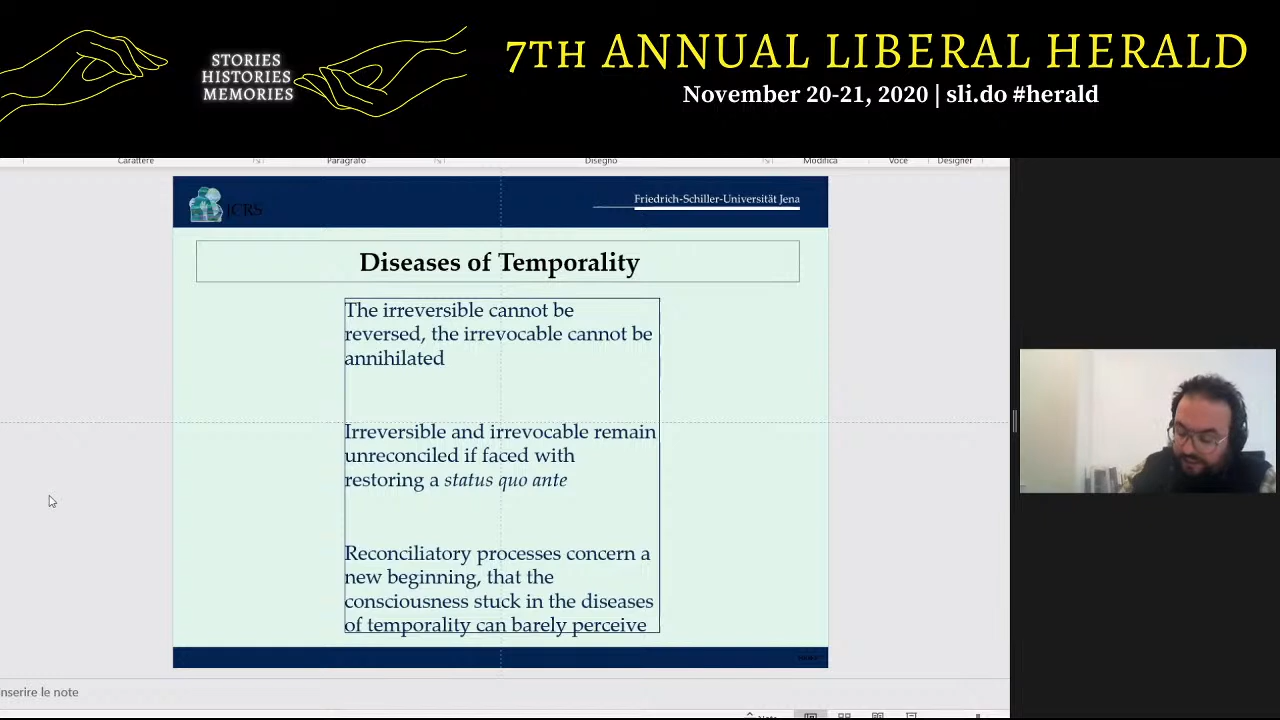 STORIES
HISTORIES
MEMORIES
7TH ANNUAL LIBERAL HERALD
November 20-21, 2020 | sli.do #herald
Carattere Paragrafo Disegno Modifica Voce Designer
JCRS
Friedrich-Schiller-Universität Jena
Diseases of Temporality
The irreversible cannot be
reversed, the irrevocable cannot be
annihilated
Irreversible and irrevocable remain
unreconciled if faced with
restoring a status quo ante
Reconciliatory processes concern a
new beginning, that the
consciousness stuck in the diseases
of temporality can barely perceive
nserire le note